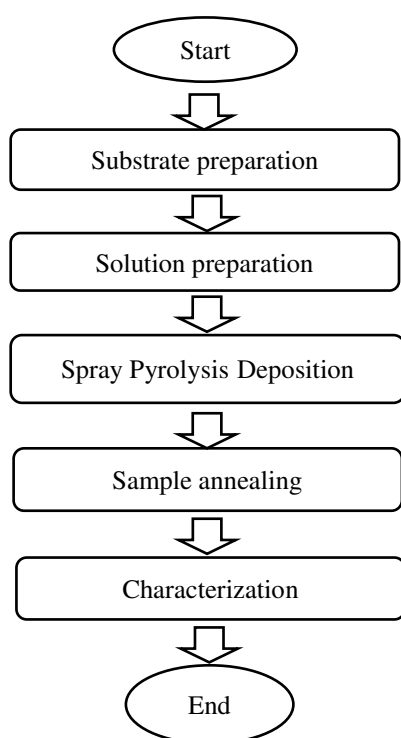 Start
Substrate preparation
Solution preparation
Spray Pyrolysis Deposition
Sample annealing
Characterization
End